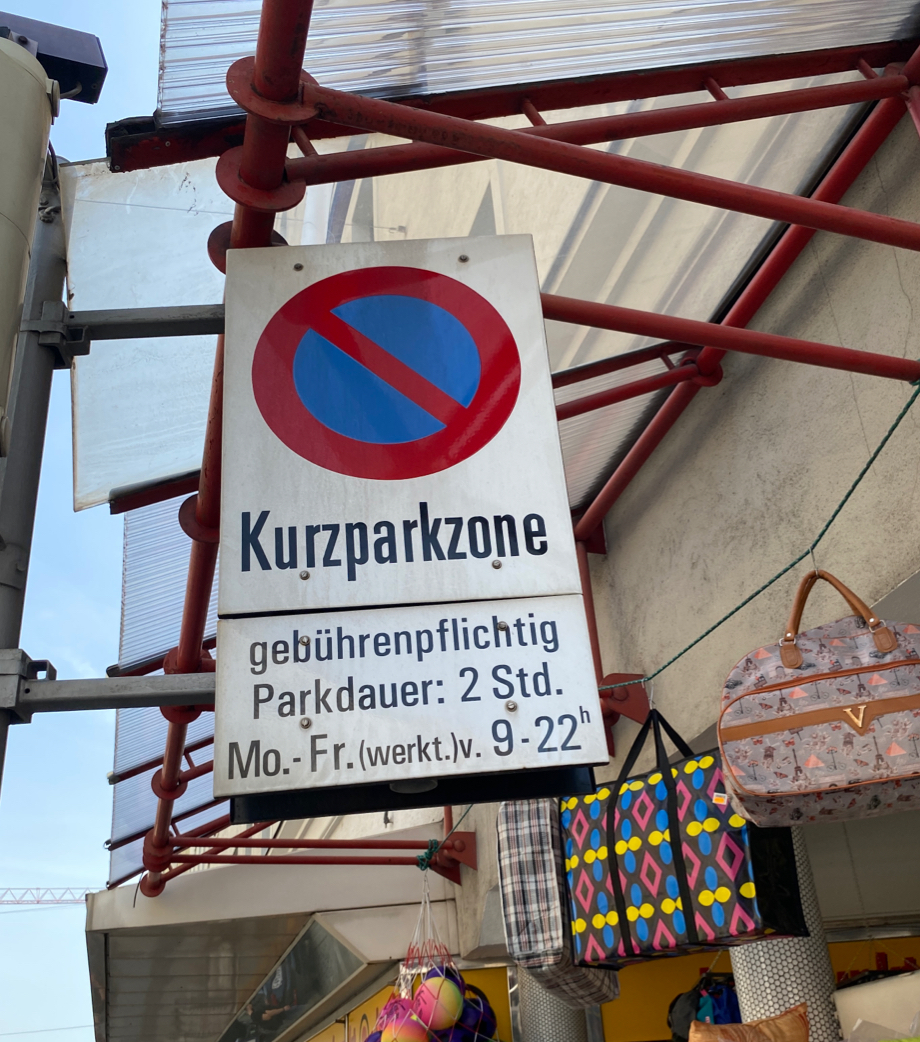 Kurzparkzone
gebührenpflichtig
Parkdauer: 2 Std.
Mo.-Fr. (werkt.) v. 9-22h
V